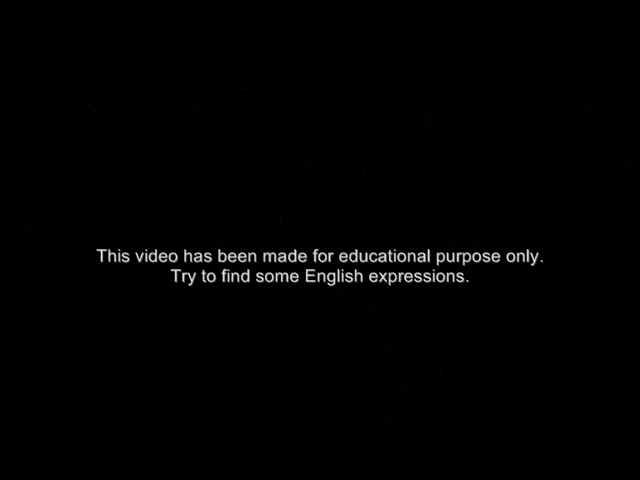 This video has been made for educational purpose only.
Try to find some English expressions.